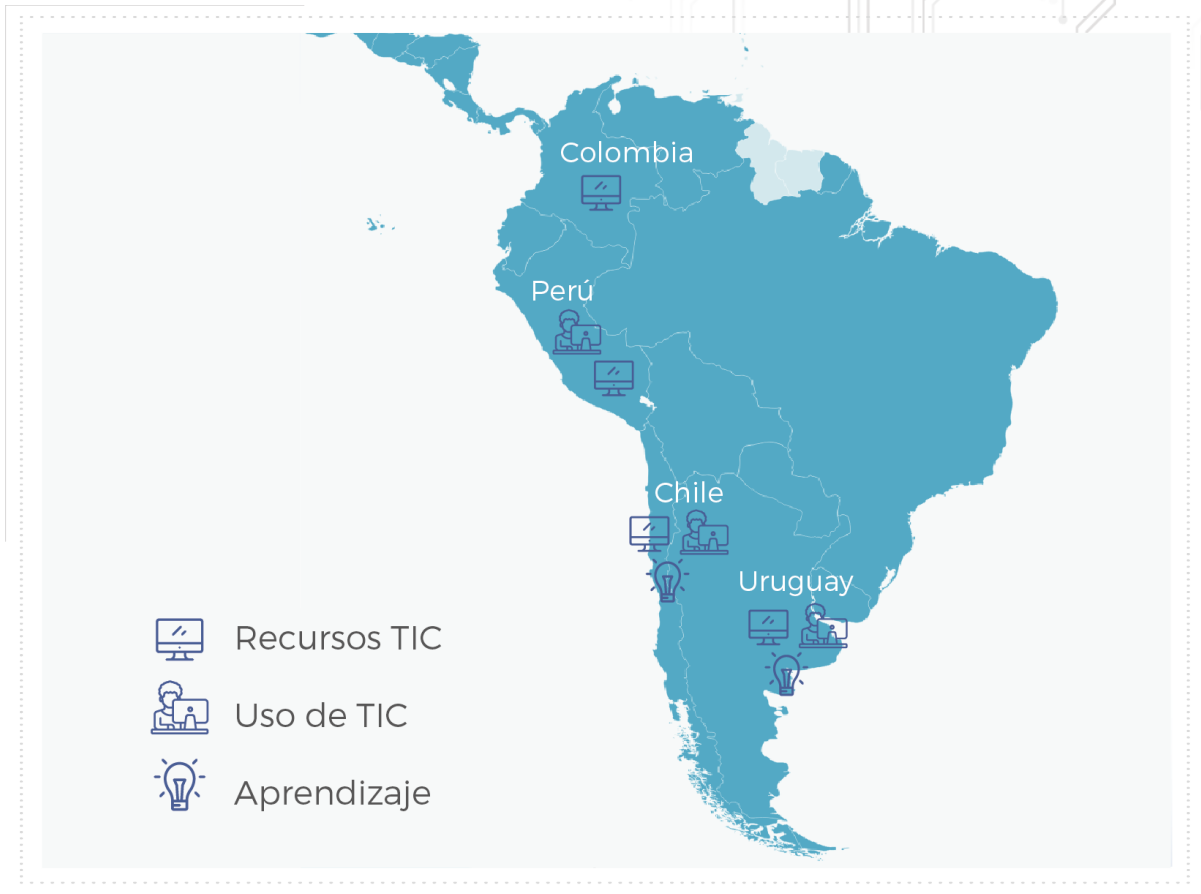 Colombia
Perú
Chile
Uruguay
Recursos TIC
Uso de TIC
Aprendizaje